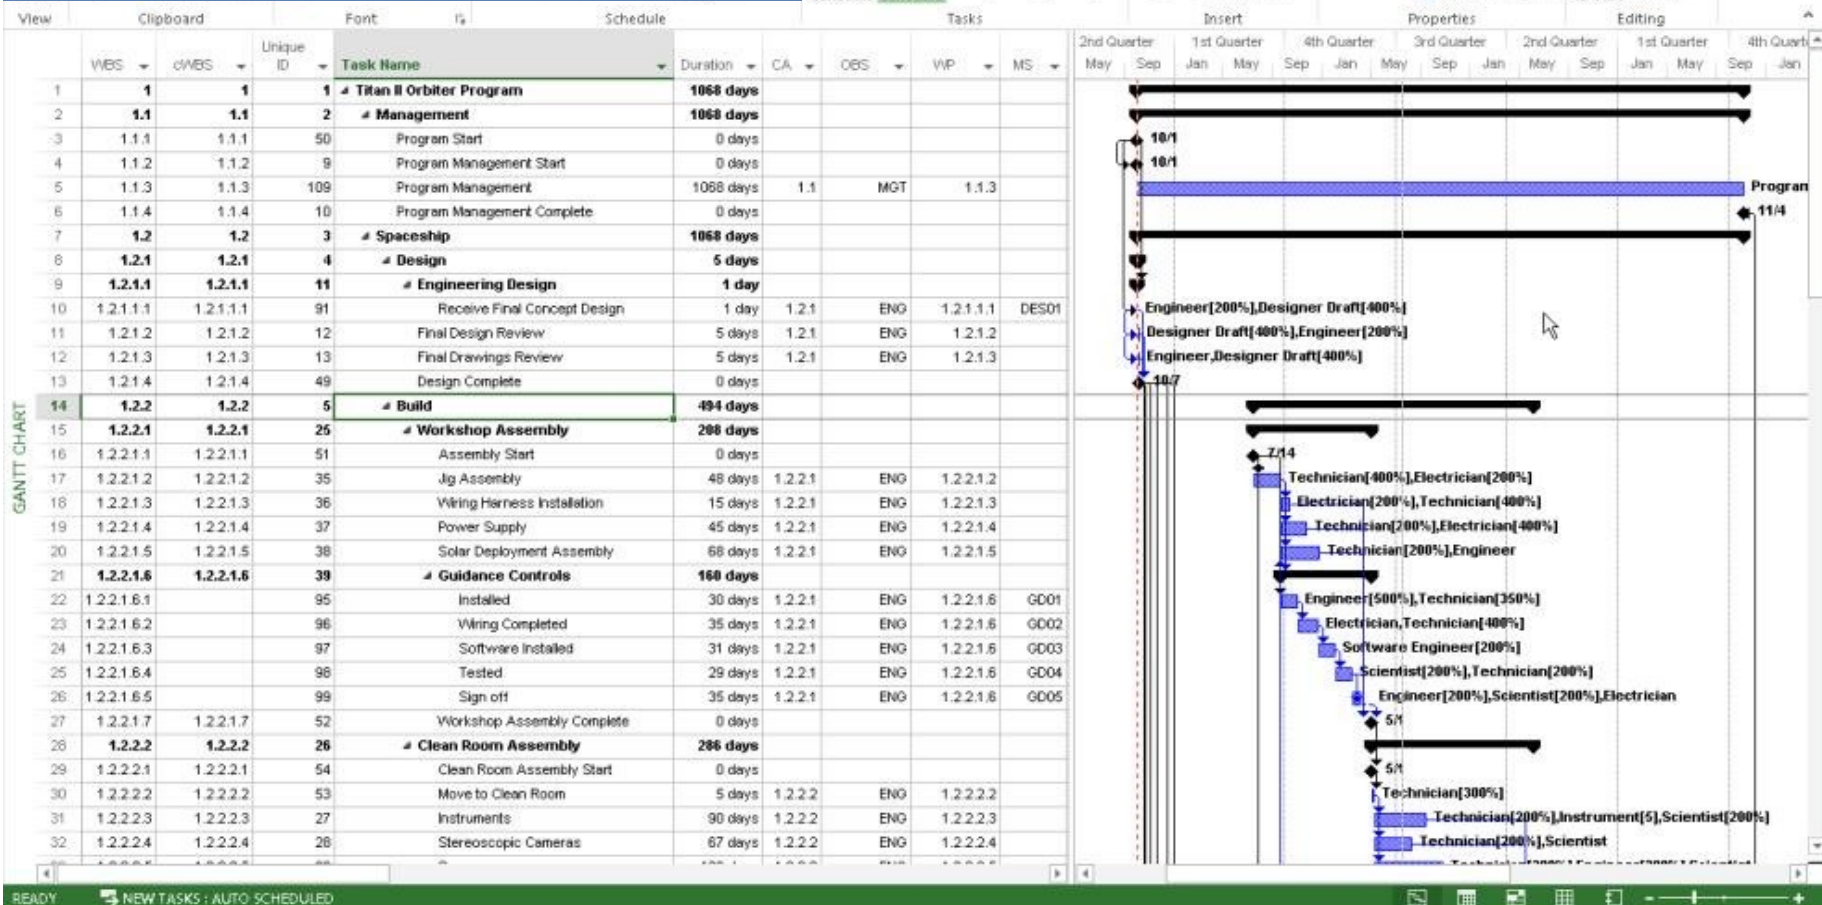 View Clipboard Font Schedule Tasks Insert Properties Editing
2nd Quarter 1st Quarter 4th Quarter 3rd Quarter 2nd Quarter 1st Quarter 4th Quart
WBS cWBS Unique ID Task Name Duration CA OBS WP MS May Sep Jan May Sep Jan May Sep Jan May Sep Jan May Sep Jan
1 1 1 1 Titan II Orbiter Program 1068 days
2 1.1 1.1 2 Management 1068 days
3 1.1.1 1.1.1 50 Program Start 0 days 10/1
4 1.1.2 1.1.2 9 Program Management Start 0 days 10/1
5 1.1.3 1.1.3 109 Program Management 1068 days 1.1 MGT 1.1.3 Program
6 1.1.4 1.1.4 10 Program Management Complete 0 days 11/4
7 1.2 1.2 3 Spaceship 1068 days
8 1.2.1 1.2.1 4 Design 5 days
9 1.2.1.1 1.2.1.1 11 Engineering Design 1 day
10 1.2.1.1.1 1.2.1.1.1 91 Receive Final Concept Design 1 day 1.2.1 ENG 1.2.1.1.1 DES01 Engineer[200%],Designer Draft[400%]
11 1.2.1.2 1.2.1.2 12 Final Design Review 5 days 1.2.1 ENG 1.2.1.2 Designer Draft[400%],Engineer[200%]
12 1.2.1.3 1.2.1.3 13 Final Drawings Review 5 days 1.2.1 ENG 1.2.1.3 Engineer,Designer Draft[400%]
13 1.2.1.4 1.2.1.4 49 Design Complete 0 days 10/7
14 1.2.2 1.2.2 5 Build 494 days
15 1.2.2.1 1.2.2.1 25 Workshop Assembly 208 days
16 1.2.2.1.1 1.2.2.1.1 51 Assembly Start 0 days 7/14
17 1.2.2.1.2 1.2.2.1.2 35 Jig Assembly 48 days 1.2.2.1 ENG 1.2.2.1.2 Technician[400%],Electrician[200%]
18 1.2.2.1.3 1.2.2.1.3 36 Wiring Harness Installation 15 days 1.2.2.1 ENG 1.2.2.1.3 Electrician[200%],Technician[400%]
19 1.2.2.1.4 1.2.2.1.4 37 Power Supply 45 days 1.2.2.1 ENG 1.2.2.1.4 Technician[200%],Electrician[400%]
20 1.2.2.1.5 1.2.2.1.5 38 Solar Deployment Assembly 68 days 1.2.2.1 ENG 1.2.2.1.5 Technician[200%],Engineer
21 1.2.2.1.6 1.2.2.1.6 39 Guidance Controls 160 days
22 1.2.2.1.6.1 95 Installed 30 days 1.2.2.1 ENG 1.2.2.1.6 GD01 Engineer[500%],Technician[350%]
23 1.2.2.1.6.2 96 Wiring Completed 35 days 1.2.2.1 ENG 1.2.2.1.6 GD02 Electrician,Technician[400%]
24 1.2.2.1.6.3 97 Software Installed 31 days 1.2.2.1 ENG 1.2.2.1.6 GD03 Software Engineer[200%]
25 1.2.2.1.6.4 98 Tested 29 days 1.2.2.1 ENG 1.2.2.1.6 GD04 Scientist[200%],Technician[200%]
26 1.2.2.1.6.5 99 Sign off 35 days 1.2.2.1 ENG 1.2.2.1.6 GD05 Engineer[200%],Scientist[200%],Electrician
27 1.2.2.1.7 1.2.2.1.7 52 Workshop Assembly Complete 0 days 5/1
28 1.2.2.2 1.2.2.2 26 Clean Room Assembly 286 days
29 1.2.2.2.1 1.2.2.2.1 54 Clean Room Assembly Start 0 days 5/1
30 1.2.2.2.2 1.2.2.2.2 53 Move to Clean Room 5 days 1.2.2.2 ENG 1.2.2.2.2 Technician[300%]
31 1.2.2.2.3 1.2.2.2.3 27 Instruments 90 days 1.2.2.2 ENG 1.2.2.2.3 Technician[200%],Instrument[5],Scientist[200%]
32 1.2.2.2.4 1.2.2.2.4 28 Stereoscopic Cameras 67 days 1.2.2.2 ENG 1.2.2.2.4 Technician[200%],Scientist
GANTT CHART
READY NEW TASKS : AUTO SCHEDULED